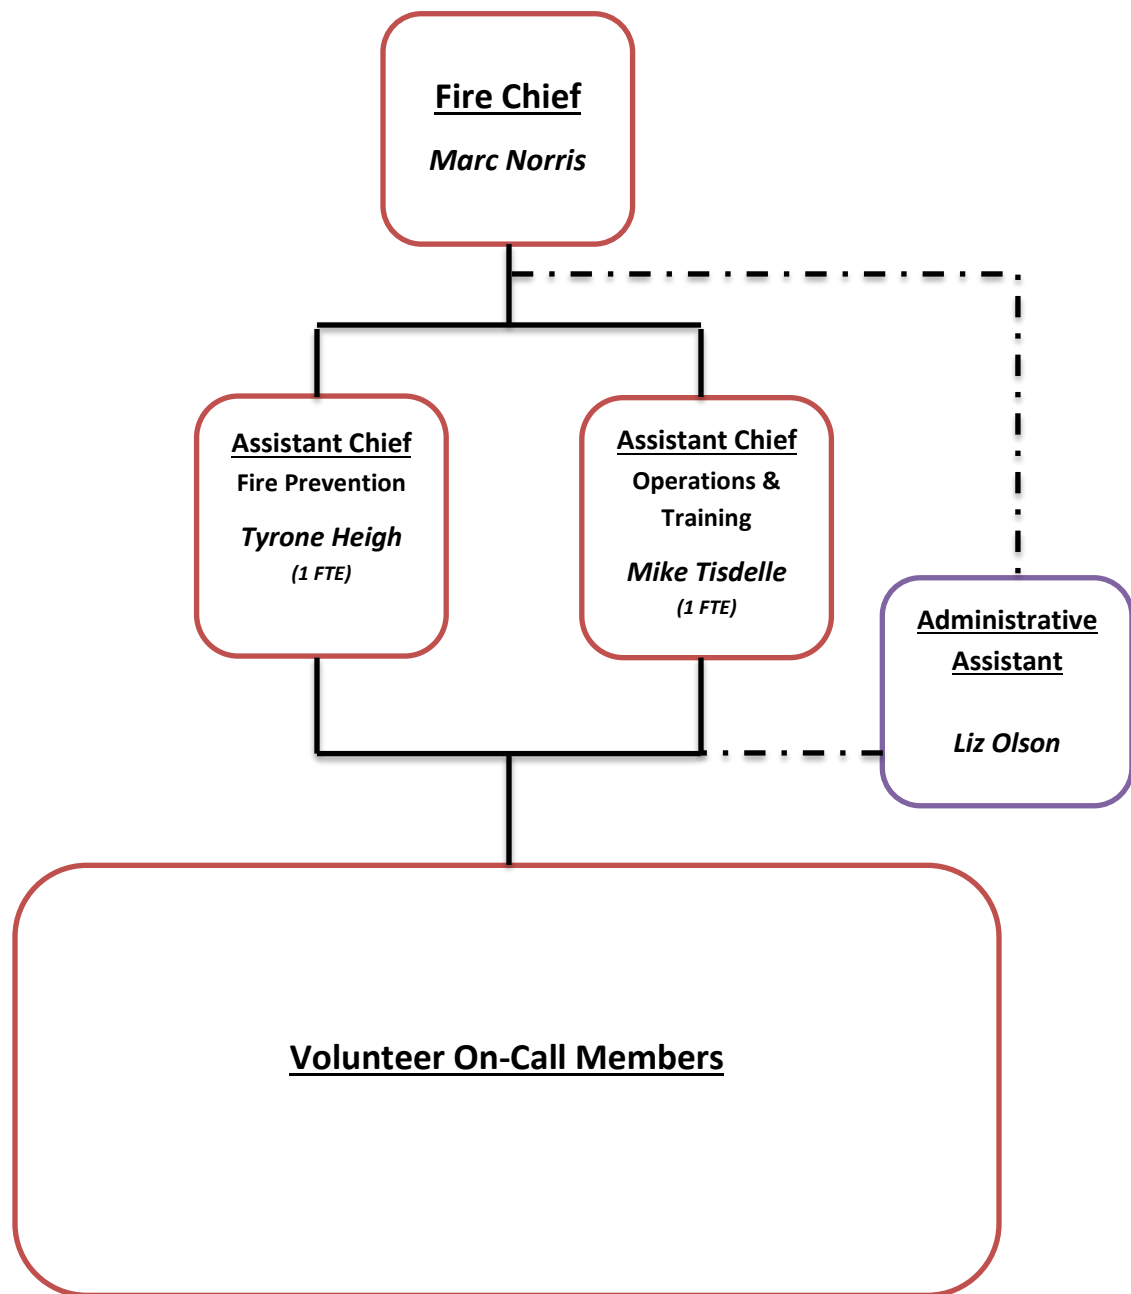 Fire Chief
Marc Norris
Assistant Chief
Fire Prevention
Tyrone Heigh
(1 FTE)
Assistant Chief
Operations &
Training
Mike Tisdelle
(1 FTE)
Administrative
Assistant
Liz Olson
Volunteer On-Call Members